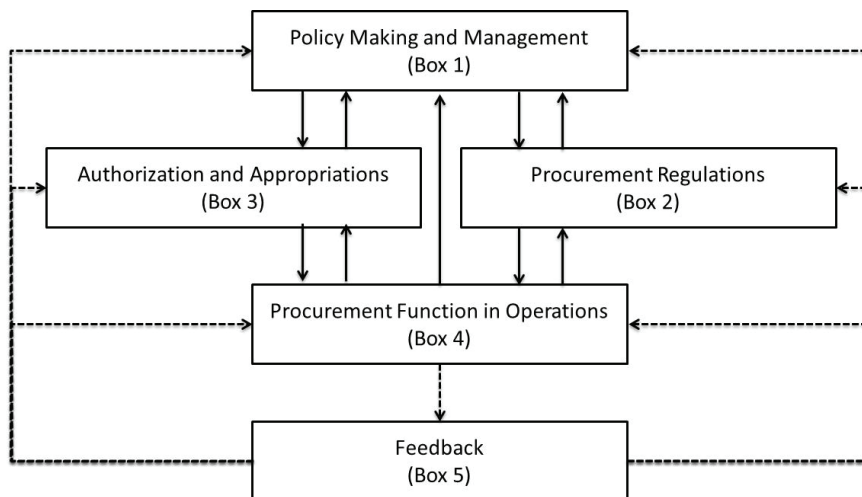 Policy Making and Management
(Box 1)
Authorization and Appropriations
(Box 3)
Procurement Regulations
(Box 2)
Procurement Function in Operations
(Box 4)
Feedback
(Box 5)